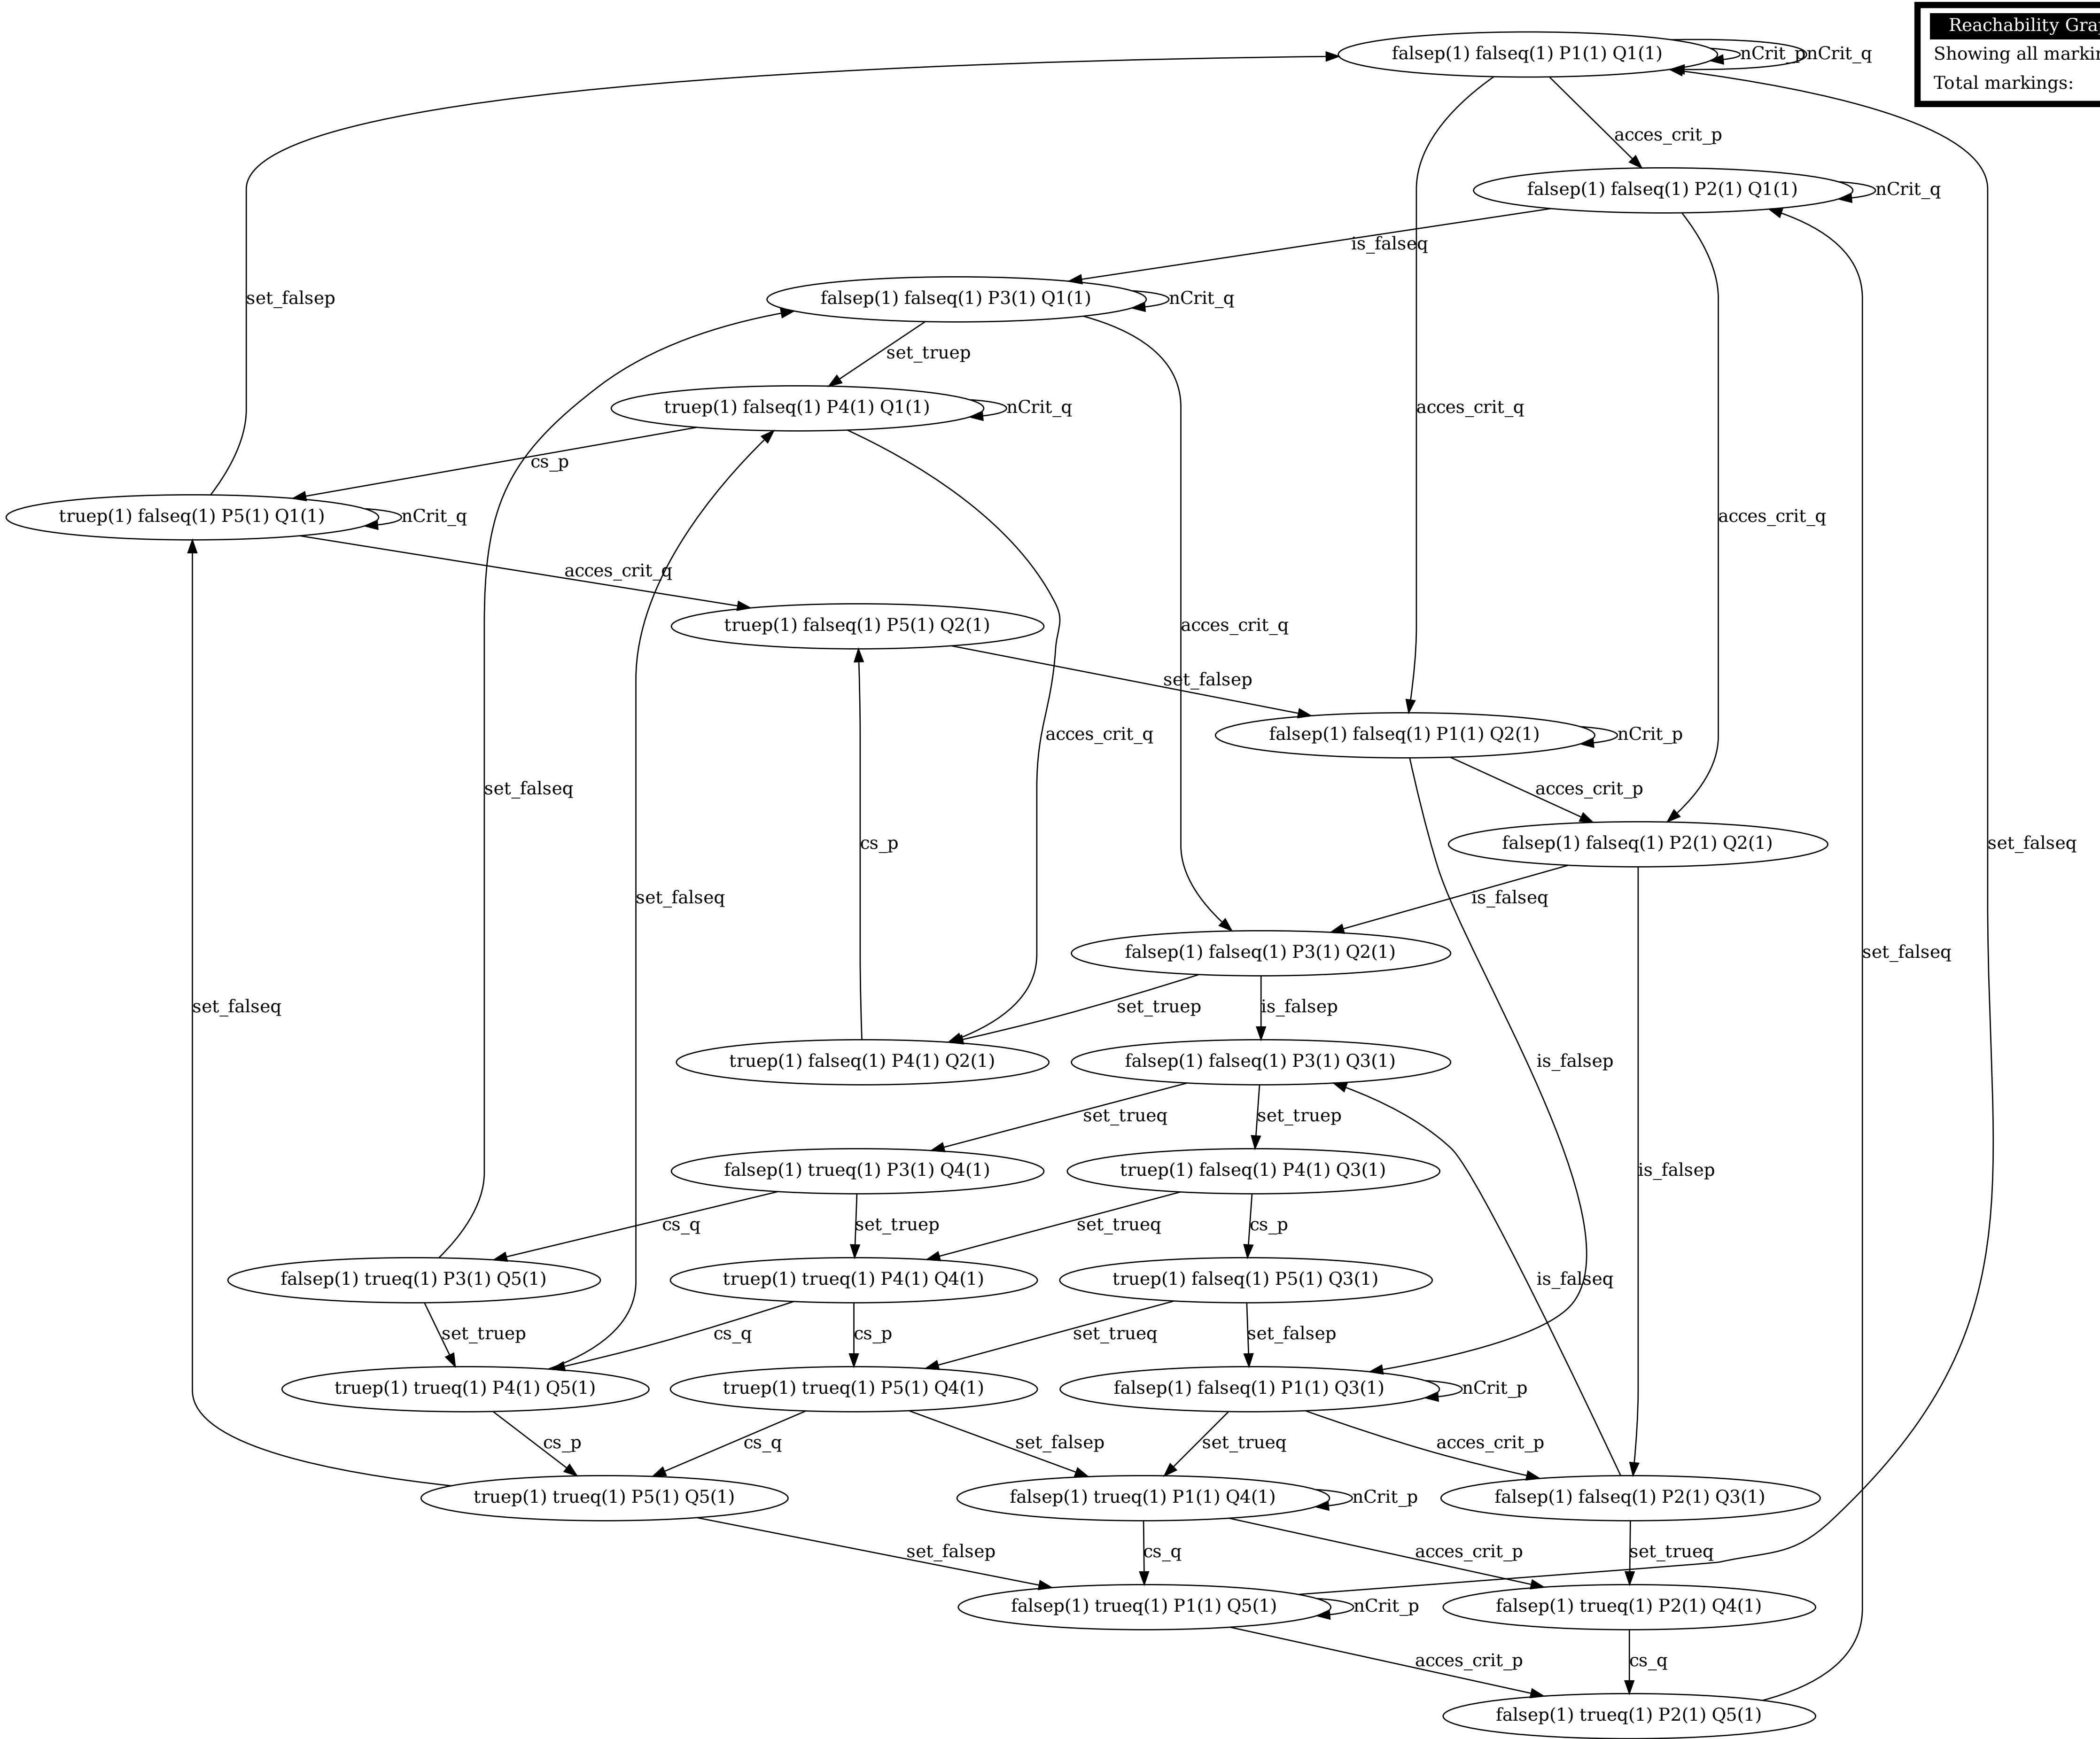 Reachability Gra
falsep(1) falseq(1) P1(1) Q1(1)
nCrit_p
nCrit_q
Showing all markin
Total markings:
acces_crit_p
falsep(1) falseq(1) P2(1) Q1(1)
nCrit_q
is_falseq
set_falsep
falsep(1) falseq(1) P3(1) Q1(1)
nCrit_q
set_truep
truep(1) falseq(1) P4(1) Q1(1)
nCrit_q
acces_crit_q
cs_p
truep(1) falseq(1) P5(1) Q1(1)
nCrit_q
acces_crit_q
acces_crit_q
truep(1) falseq(1) P5(1) Q2(1)
acces_crit_q
set_falsep
acces_crit_q
falsep(1) falseq(1) P1(1) Q2(1)
nCrit_p
set_falseq
acces_crit_p
cs_p
falsep(1) falseq(1) P2(1) Q2(1)
set_falseq
set_falseq
is_falseq
falsep(1) falseq(1) P3(1) Q2(1)
set_falseq
set_falseq
set_truep
is_falsep
truep(1) falseq(1) P4(1) Q2(1)
falsep(1) falseq(1) P3(1) Q3(1)
is_falsep
set_trueq
set_truep
falsep(1) trueq(1) P3(1) Q4(1)
truep(1) falseq(1) P4(1) Q3(1)
is_falsep
cs_q
set_truep
set_trueq
cs_p
falsep(1) trueq(1) P3(1) Q5(1)
truep(1) trueq(1) P4(1) Q4(1)
truep(1) falseq(1) P5(1) Q3(1)
is_falseq
set_truep
cs_q
cs_p
set_trueq
set_falsep
truep(1) trueq(1) P4(1) Q5(1)
truep(1) trueq(1) P5(1) Q4(1)
falsep(1) falseq(1) P1(1) Q3(1)
nCrit_p
cs_p
cs_q
set_falsep
set_trueq
acces_crit_p
truep(1) trueq(1) P5(1) Q5(1)
falsep(1) trueq(1) P1(1) Q4(1)
nCrit_p
falsep(1) falseq(1) P2(1) Q3(1)
set_falsep
cs_q
acces_crit_p
set_trueq
falsep(1) trueq(1) P1(1) Q5(1)
nCrit_p
falsep(1) trueq(1) P2(1) Q4(1)
acces_crit_p
cs_q
falsep(1) trueq(1) P2(1) Q5(1)